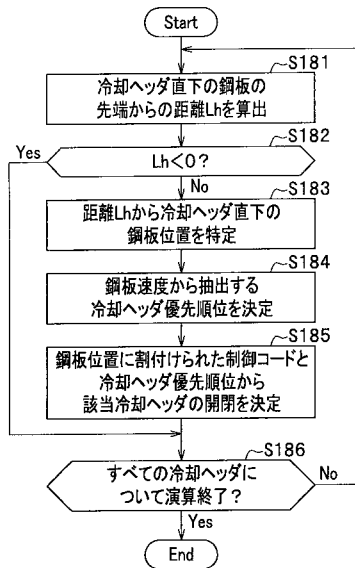 Start
S181
冷却ヘッダ直下の鋼板の
先端からの距離Lhを算出
S182
Yes
Lh<0?
No
S183
距離Lhから冷却ヘッダ直下の
鋼板位置を特定
S184
鋼板速度から抽出する
冷却ヘッダ優先順位を決定
S185
鋼板位置に割付けられた制御コードと
冷却ヘッダ優先順位から
該当冷却ヘッダの開閉を決定
S186
すべての冷却ヘッダに
ついて演算終了?
No
Yes
End